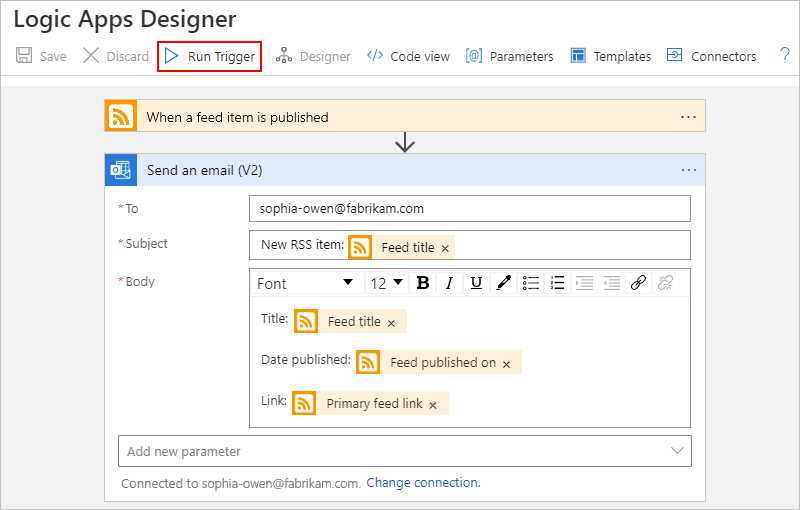 Logic Apps Designer
Save Discard Run Trigger Designer </> Code view [@] Parameters Templates Connectors ?
When a feed item is published ...
Send an email (V2) ...
* To sophia-owen@fabrikam.com
* Subject New RSS item: Feed title ×
* Body Font 12 B I U
Title: Feed title ×
Date published: Feed published on ×
Link: Primary feed link ×
Add new parameter
Connected to sophia-owen@fabrikam.com. Change connection.